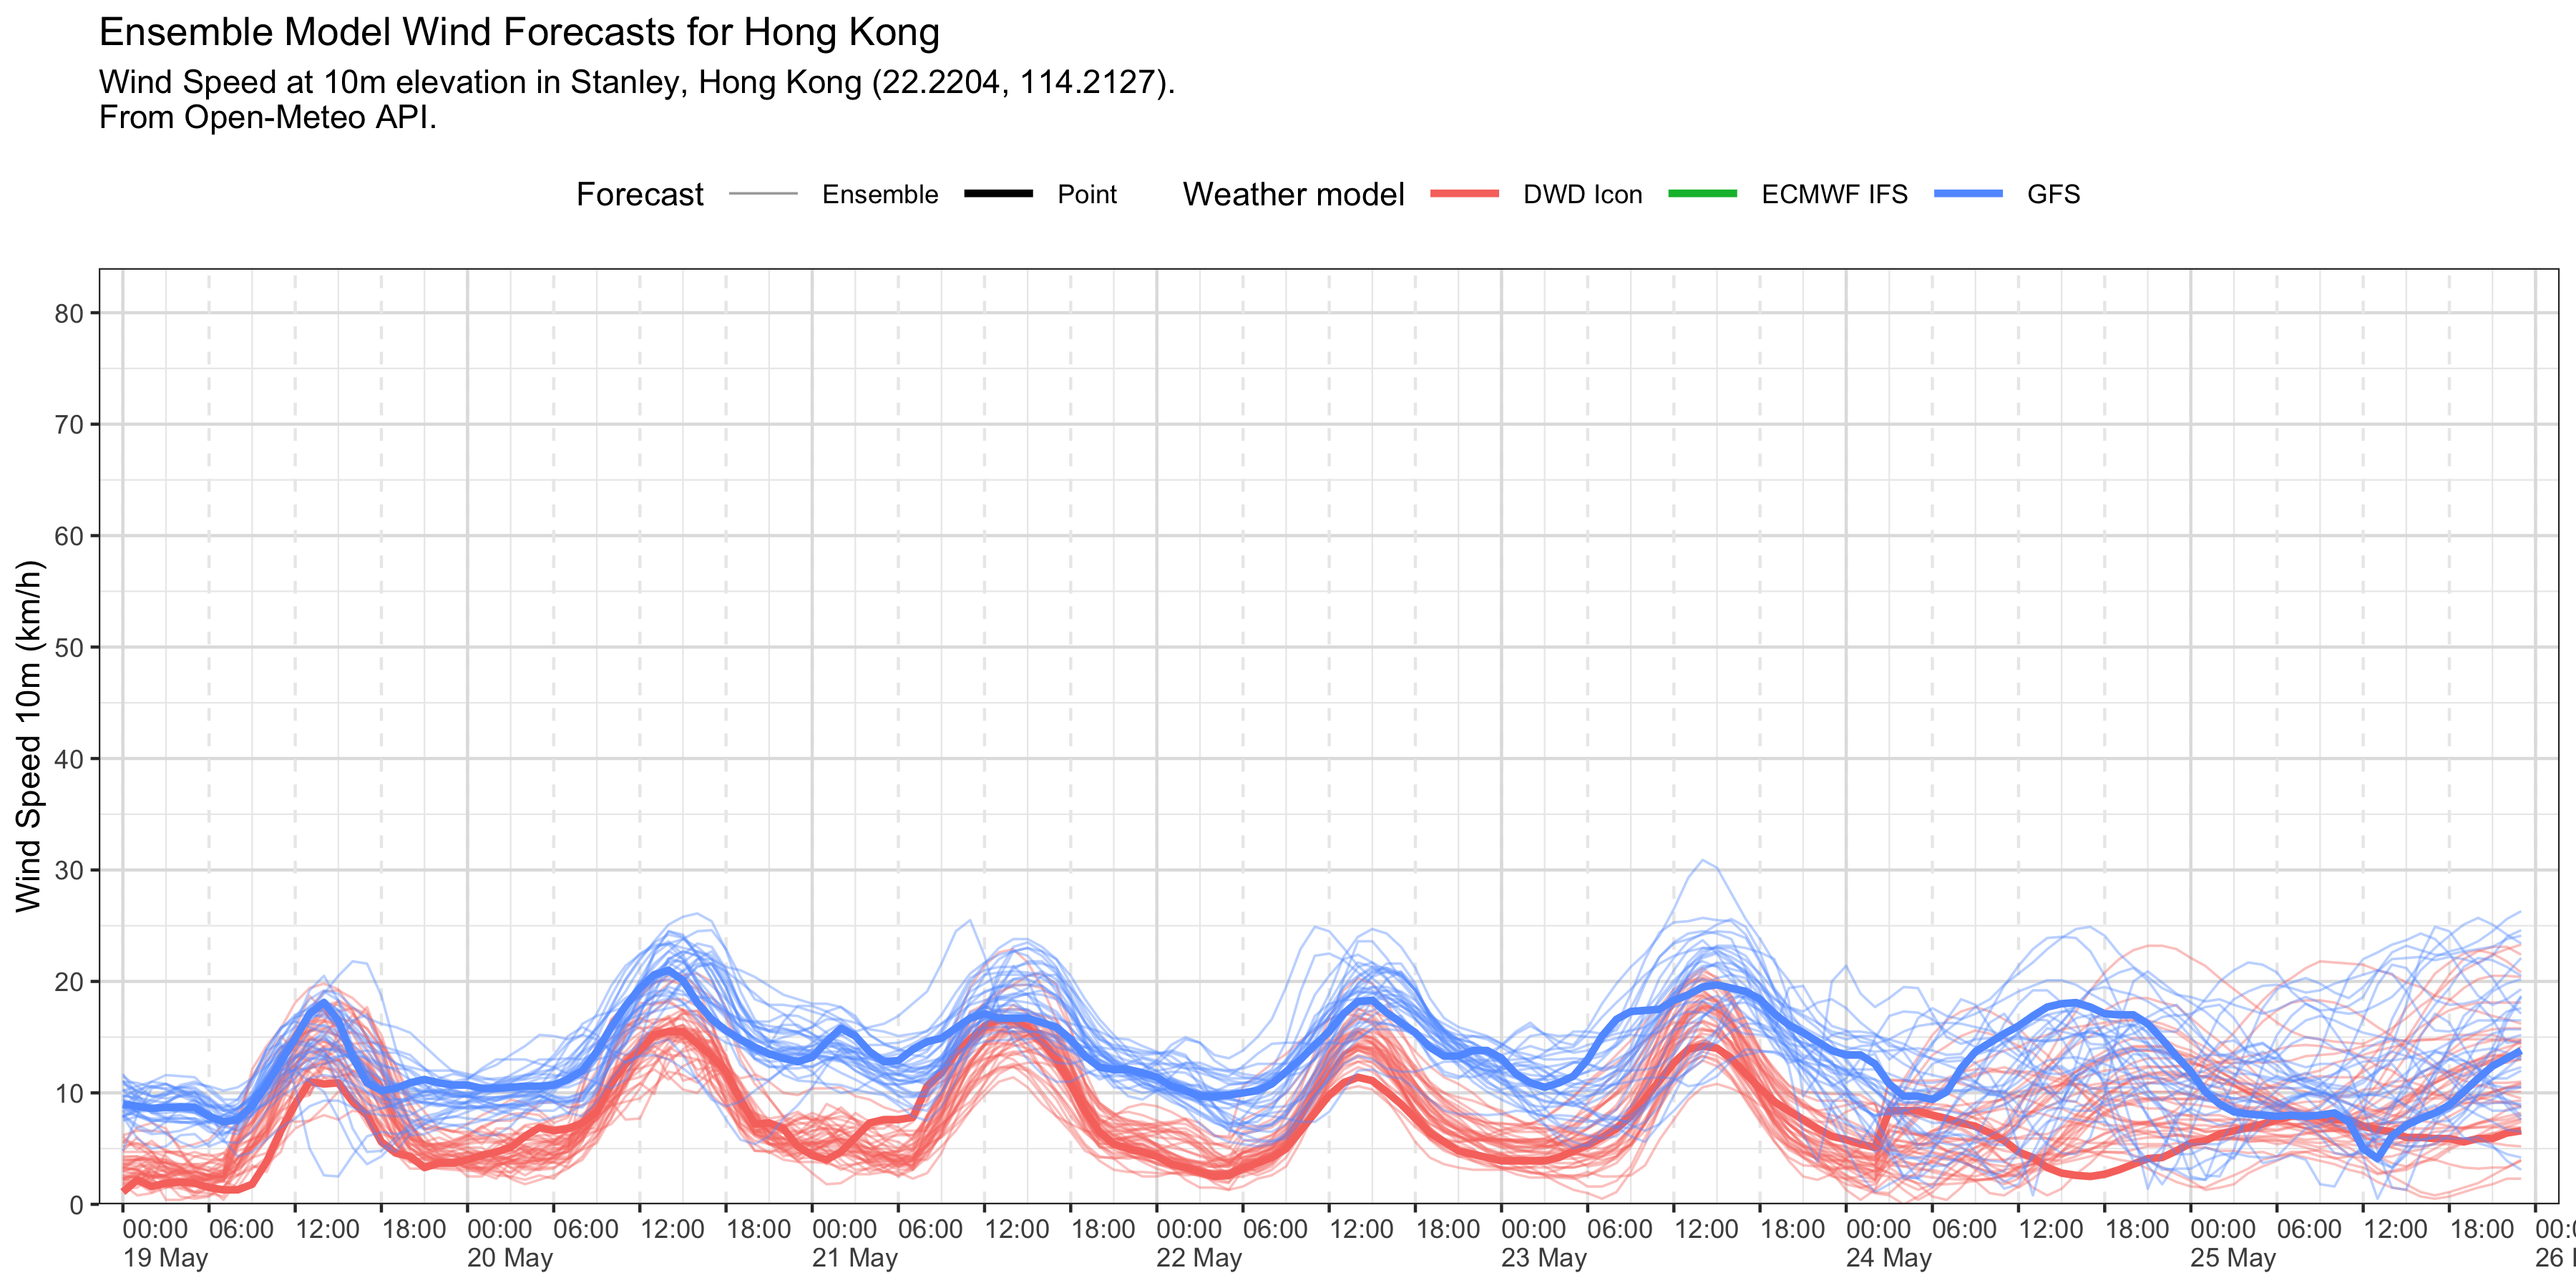 Ensemble Model Wind Forecasts for Hong Kong
Wind Speed at 10m elevation in Stanley, Hong Kong (22.2204, 114.2127).
From Open-Meteo API.
Forecast Ensemble Point Weather model DWD Icon ECMWF IFS GFS
Wind Speed 10m (km/h)
80
70
60
50
40
30
20
10
0
00:00 06:00 12:00 18:00 00:00 06:00 12:00 18:00 00:00 06:00 12:00 18:00 00:00 06:00 12:00 18:00 00:00 06:00 12:00 18:00 00:00 06:00 12:00 18:00 00:00 06:00 12:00 18:00
19 May 20 May 21 May 22 May 23 May 24 May 25 May 26